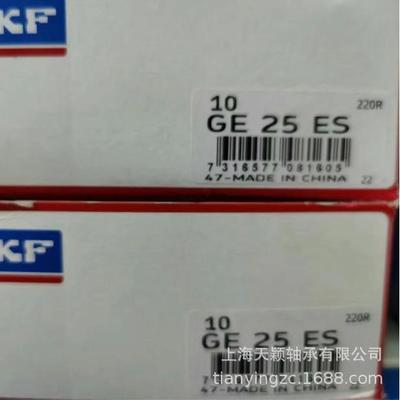 SKF
10 220R
GE 25 ES
7 316577 081605
47-MADE IN CHINA 22
SKF
10 220R
GE 25 ES
上海天颖轴承有限公司
tianyingzc.1688.com